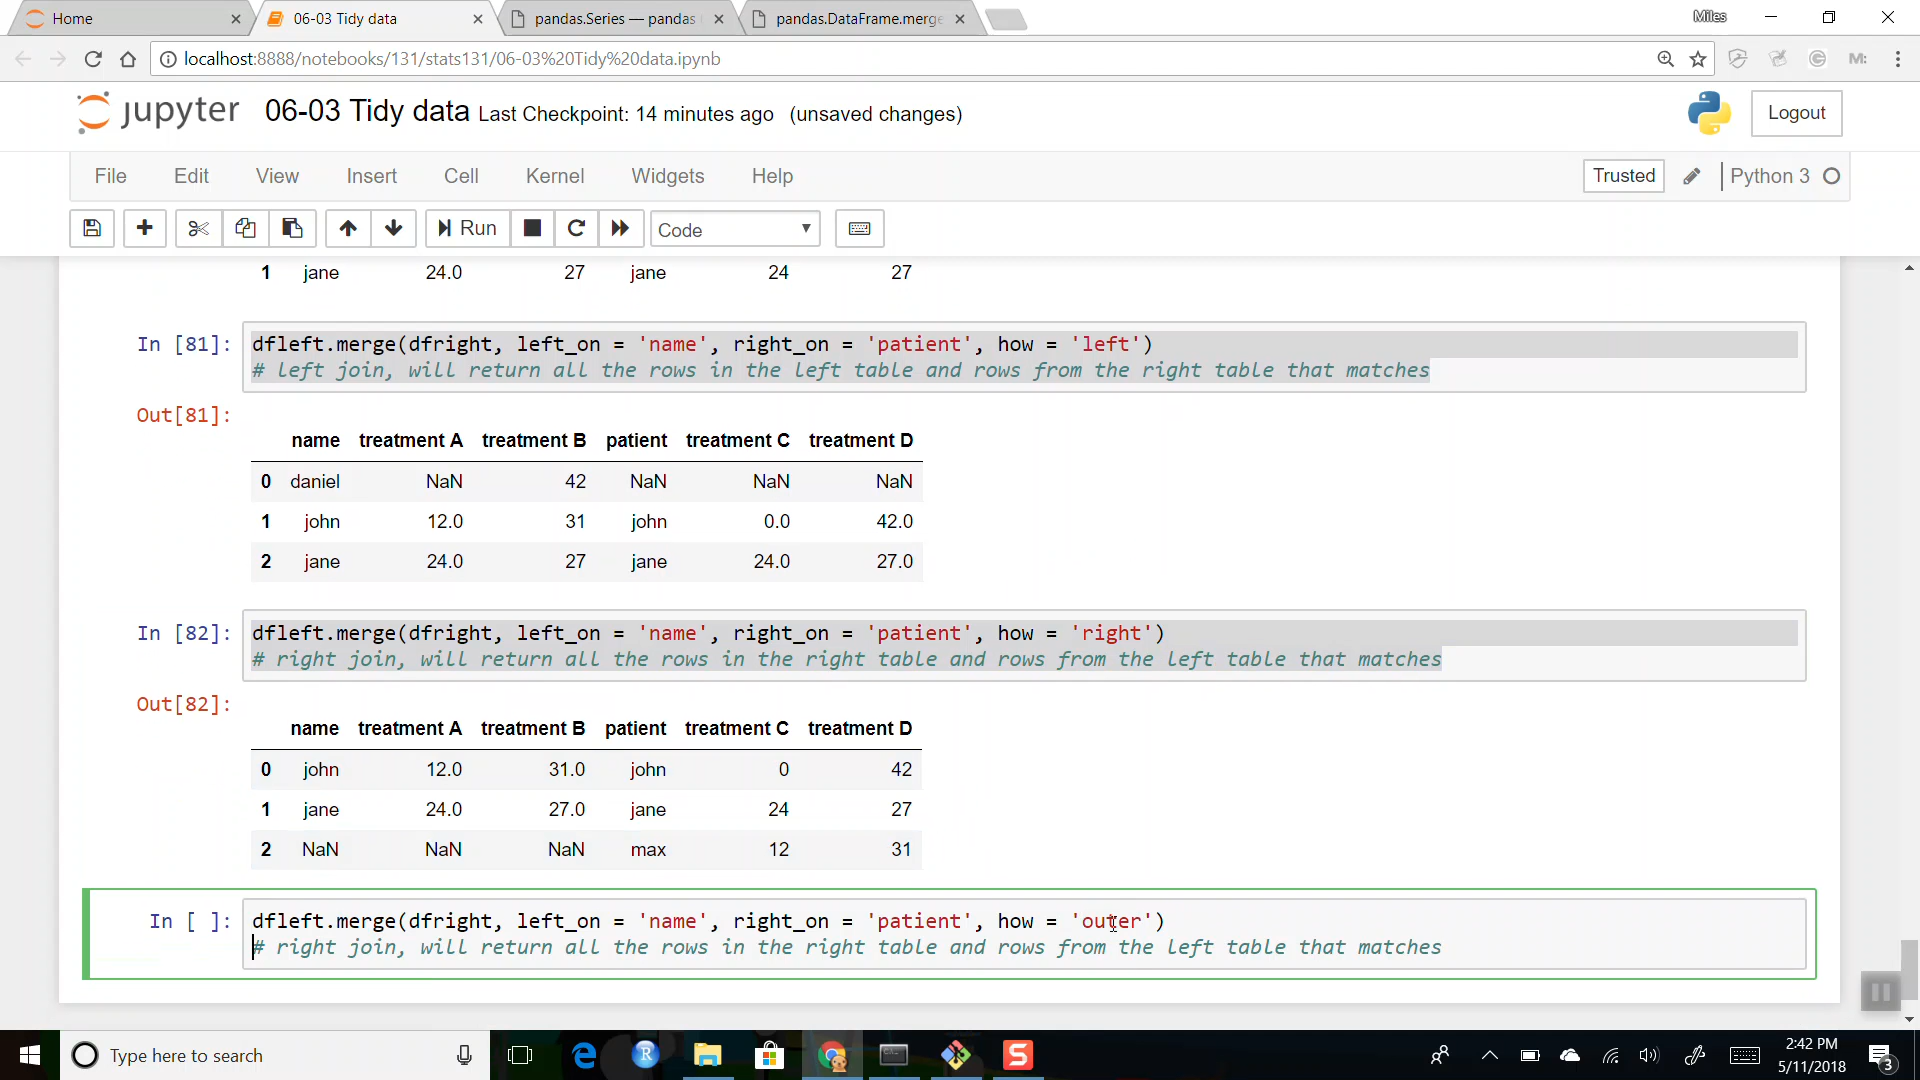 Home
06-03 Tidy data
pandas.Series — pandas
pandas.DataFrame.merge
Miles
localhost:8888/notebooks/131/stats131/06-03%20Tidy%20data.ipynb
jupyter 06-03 Tidy data Last Checkpoint: 14 minutes ago (unsaved changes)
Logout
File Edit View Insert Cell Kernel Widgets Help
Trusted
Python 3
Run
Code
1 jane 24.0 27 jane 24 27
In [81]: dfleft.merge(dfright, left_on = 'name', right_on = 'patient', how = 'left')
# left join, will return all the rows in the left table and rows from the right table that matches
Out[81]:
name treatment A treatment B patient treatment C treatment D
0 daniel NaN 42 NaN NaN NaN
1 john 12.0 31 john 0.0 42.0
2 jane 24.0 27 jane 24.0 27.0
In [82]: dfleft.merge(dfright, left_on = 'name', right_on = 'patient', how = 'right')
# right join, will return all the rows in the right table and rows from the left table that matches
Out[82]:
name treatment A treatment B patient treatment C treatment D
0 john 12.0 31.0 john 0 42
1 jane 24.0 27.0 jane 24 27
2 NaN NaN NaN max 12 31
In [ ]: dfleft.merge(dfright, left_on = 'name', right_on = 'patient', how = 'outer')
# right join, will return all the rows in the right table and rows from the left table that matches
Type here to search
2:42 PM
5/11/2018
3